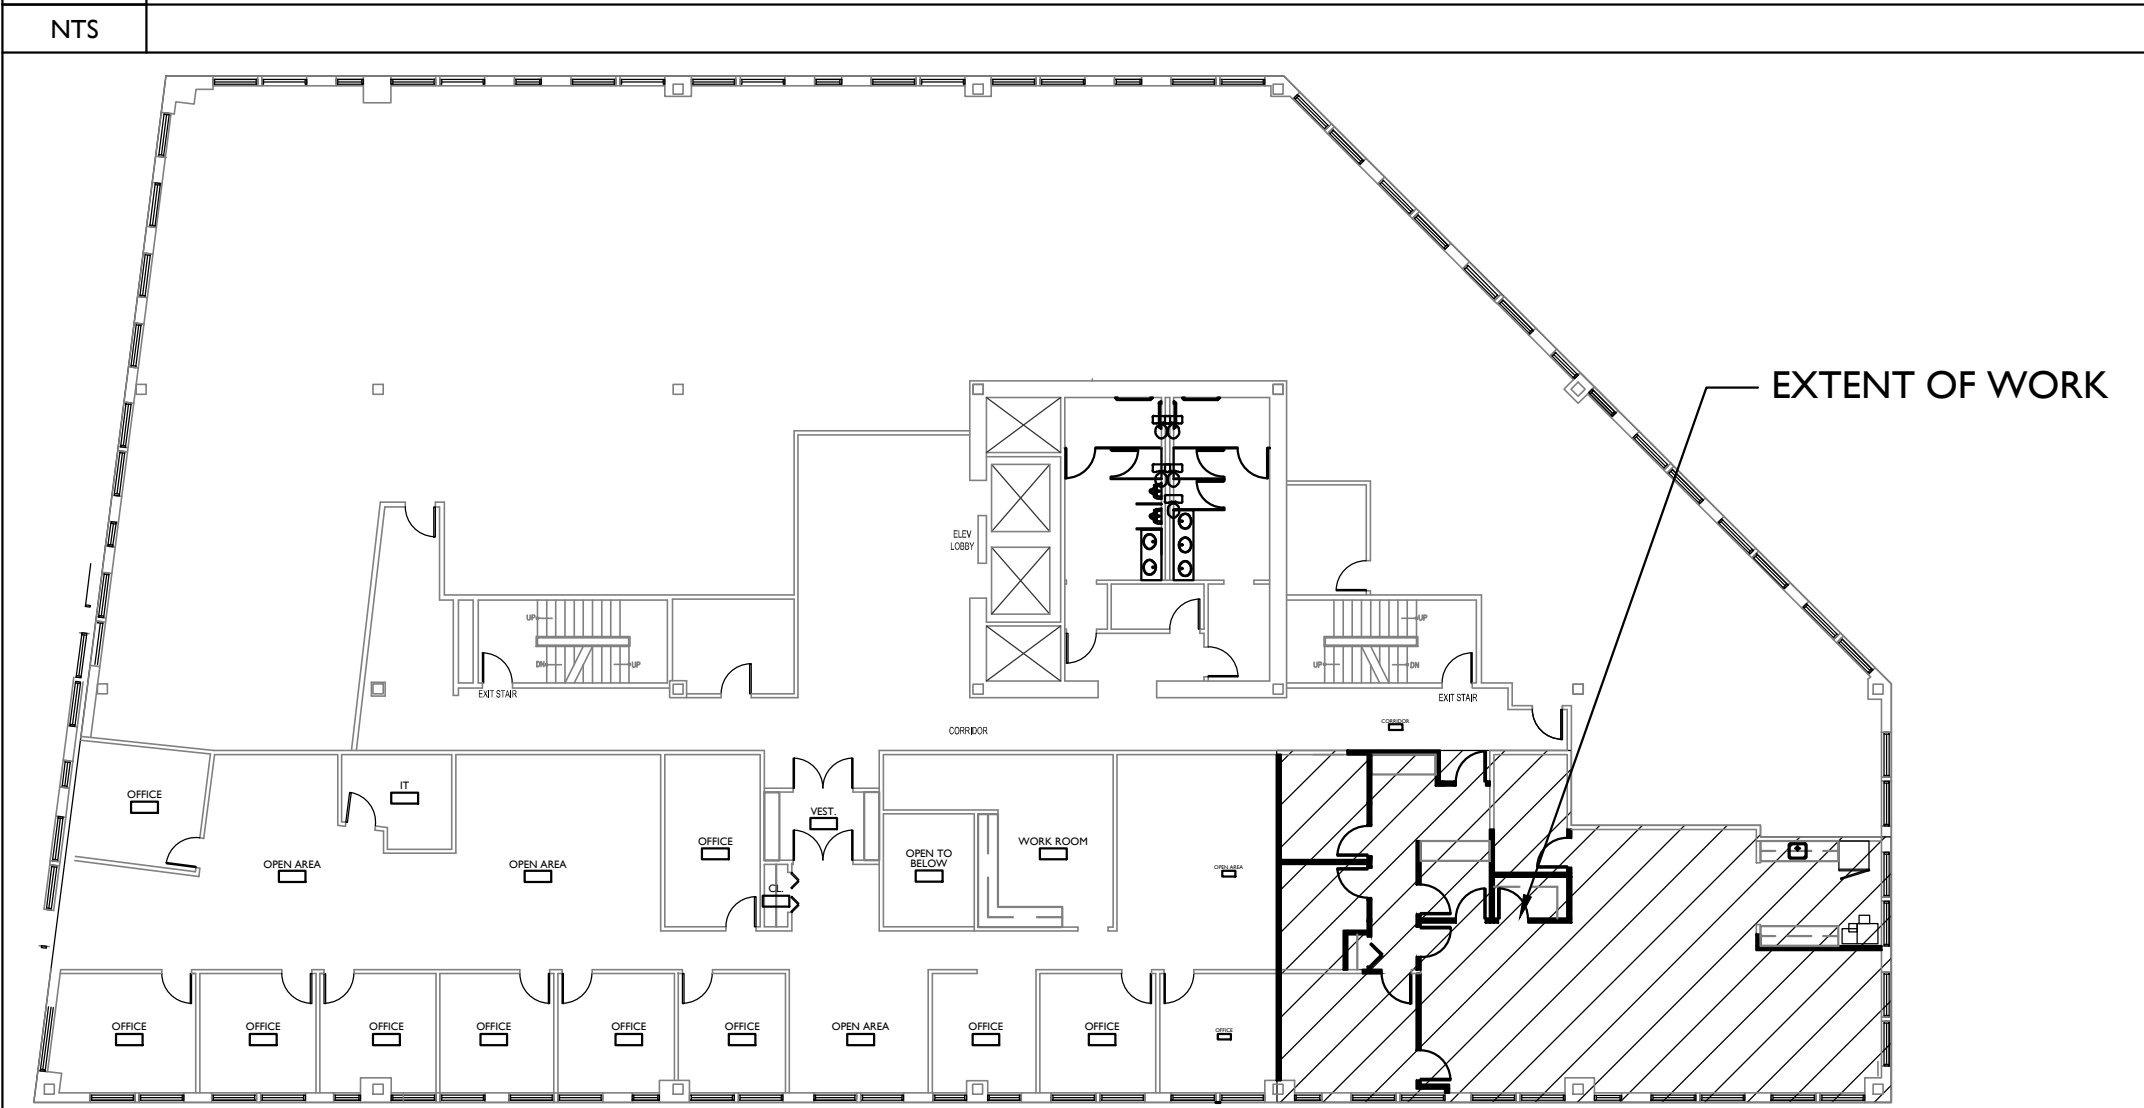 NTS
EXTENT OF WORK
ELEV
LOBBY
UP
DN
UP
UP
UP
DN
EXIT STAIR
EXIT STAIR
CORRIDOR
CORRIDOR
OFFICE
IT
VEST.
OPEN AREA
OPEN AREA
OFFICE
CL.
OPEN TO
BELOW
WORK ROOM
OPEN AREA
OFFICE
OFFICE
OFFICE
OFFICE
OFFICE
OFFICE
OPEN AREA
OFFICE
OFFICE
OFFICE